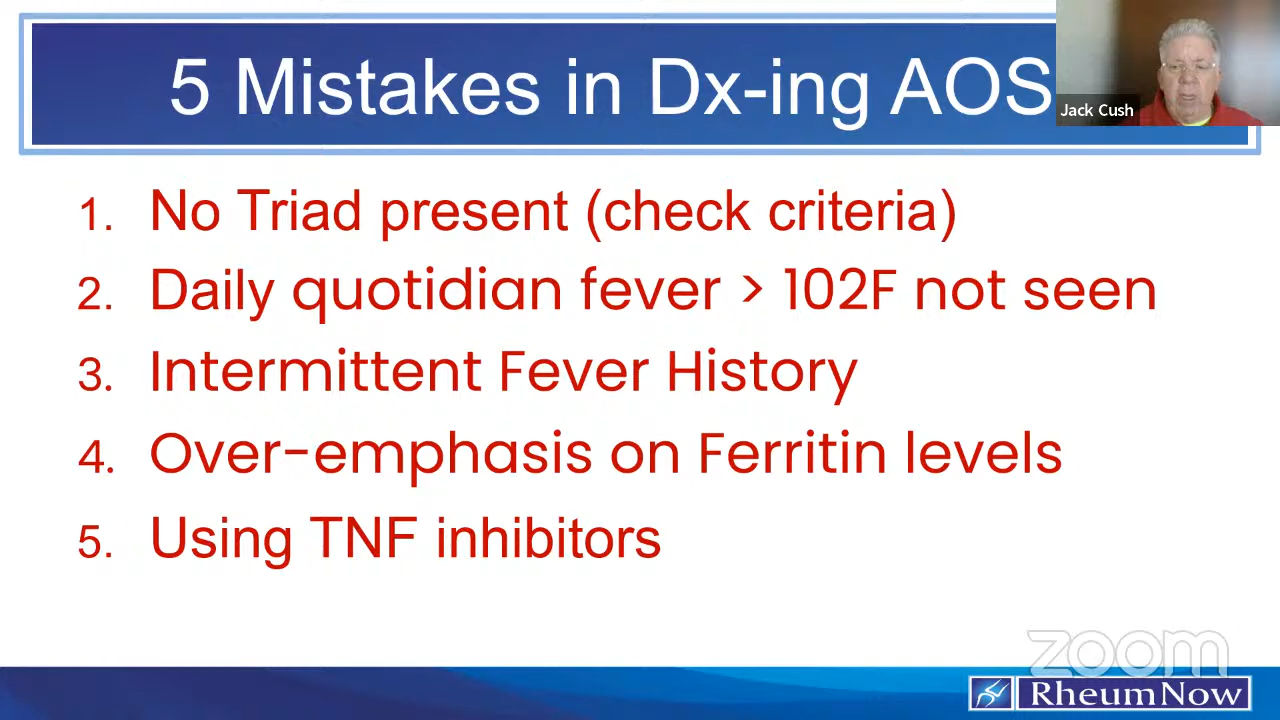 5 Mistakes in Dx-ing AOS
Jack Cush
1. No Triad present (check criteria)
2. Daily quotidian fever > 102F not seen
3. Intermittent Fever History
4. Over-emphasis on Ferritin levels
5. Using TNF inhibitors
zoom
RheumNow